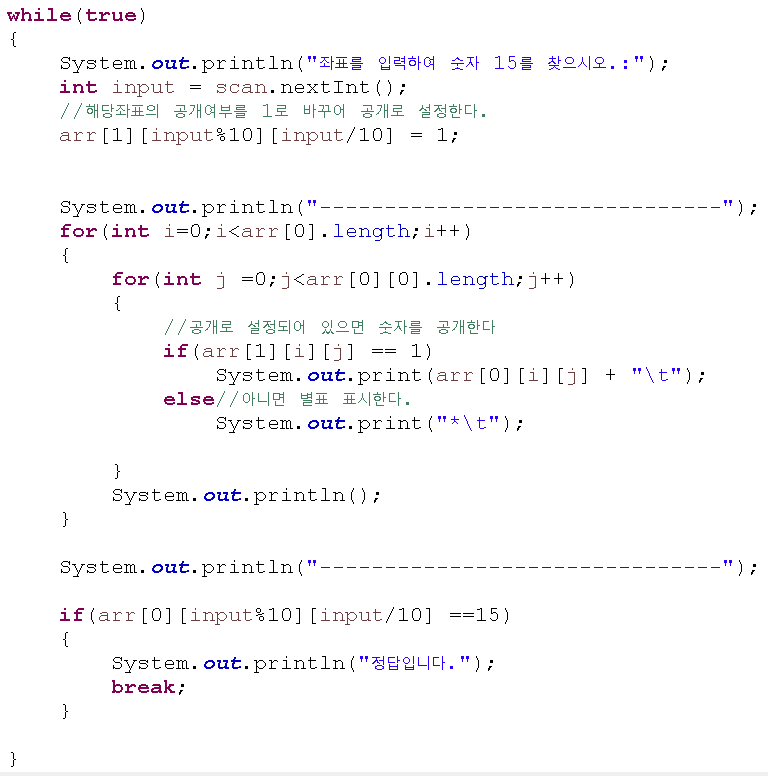 while(true)
{
    System.out.println("좌표를 입력하여 숫자 15를 찾으시오.:");
    int input = scan.nextInt();
    //해당좌표의 공개여부를 1로 바꾸어 공개로 설정한다.
    arr[1][input%10][input/10] = 1;
    System.out.println("-------------------------------");
    for(int i=0;i<arr[0].length;i++)
    {
        for(int j =0;j<arr[0][0].length;j++)
        {
            //공개로 설정되어 있으면 숫자를 공개한다
            if(arr[1][i][j] == 1)
                System.out.print(arr[0][i][j] + "\t");
            else//아니면 별표 표시한다.
                System.out.print("*\t");
        }
        System.out.println();
    }
    System.out.println("-------------------------------");
    if(arr[0][input%10][input/10] ==15)
    {
        System.out.println("정답입니다.");
        break;
    }
}